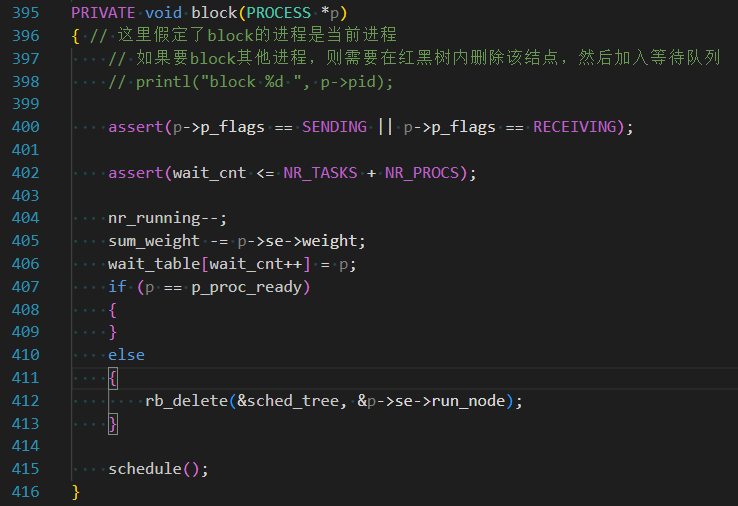 395 PRIVATE void block(PROCESS *p)
396 { // 这里假定了block的进程是当前进程
397 // 如果要block其他进程，则需要在红黑树内删除该结点，然后加入等待队列
398 // printl("block %d ", p->pid);
399
400 assert(p->p_flags == SENDING || p->p_flags == RECEIVING);
401
402 assert(wait_cnt <= NR_TASKS + NR_PROCS);
403
404 nr_running--;
405 sum_weight -= p->se->weight;
406 wait_table[wait_cnt++] = p;
407 if (p == p_proc_ready)
408 {
409 }
410 else
411 {
412 rb_delete(&sched_tree, &p->se->run_node);
413 }
414
415 schedule();
416 }